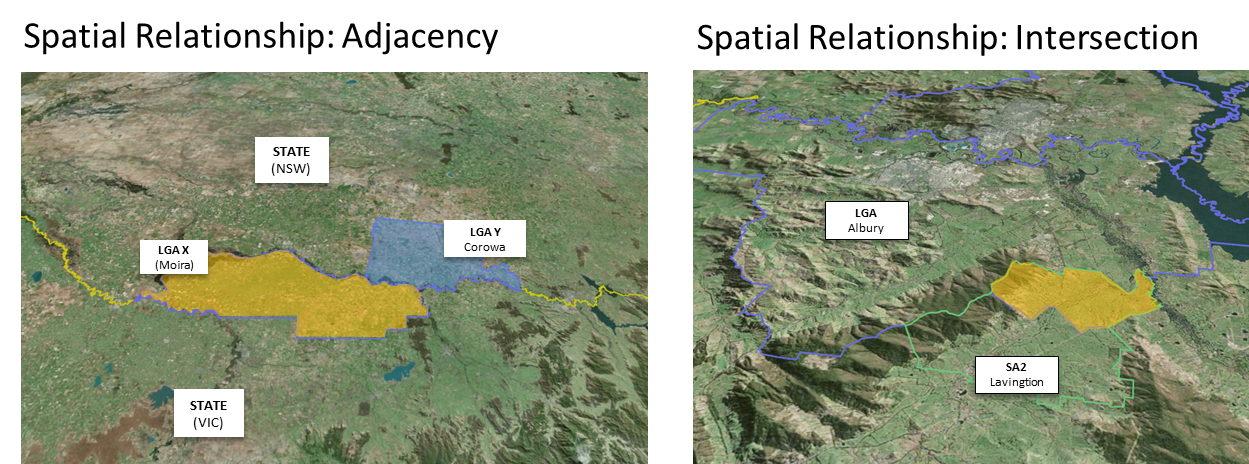 Spatial Relationship: Adjacency
STATE
(NSW)
LGA Y
Corowa
LGA X
(Moira)
STATE
(VIC)
Spatial Relationship: Intersection
LGA
Albury
SA2
Lavington